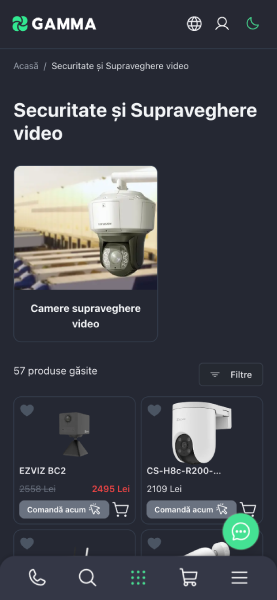 GAMMA
Acasă / Securitate și Supraveghere video
Securitate și Supraveghere
video
Camere supraveghere
video
57 produse găsite
Filtre
EZVIZ BC2
2558 Lei 2495 Lei
Comandă acum
CS-H8c-R200-...
2109 Lei
Comandă acum